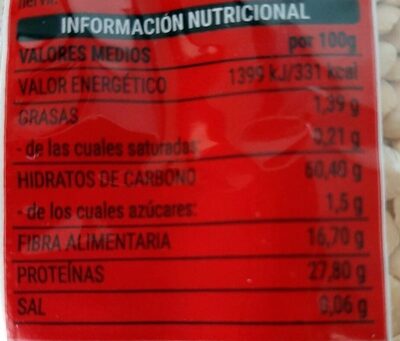 hervir.
INFORMACIÓN NUTRICIONAL
VALORES MEDIOS por 100g
VALOR ENERGÉTICO 1399 kJ/331 kcal
GRASAS 1,39 g
- de las cuales saturadas: 0,21 g
HIDRATOS DE CARBONO 60,40 g
- de los cuales azúcares: 1,5 g
FIBRA ALIMENTARIA 16,70 g
PROTEÍNAS 27,80 g
SAL 0,06 g